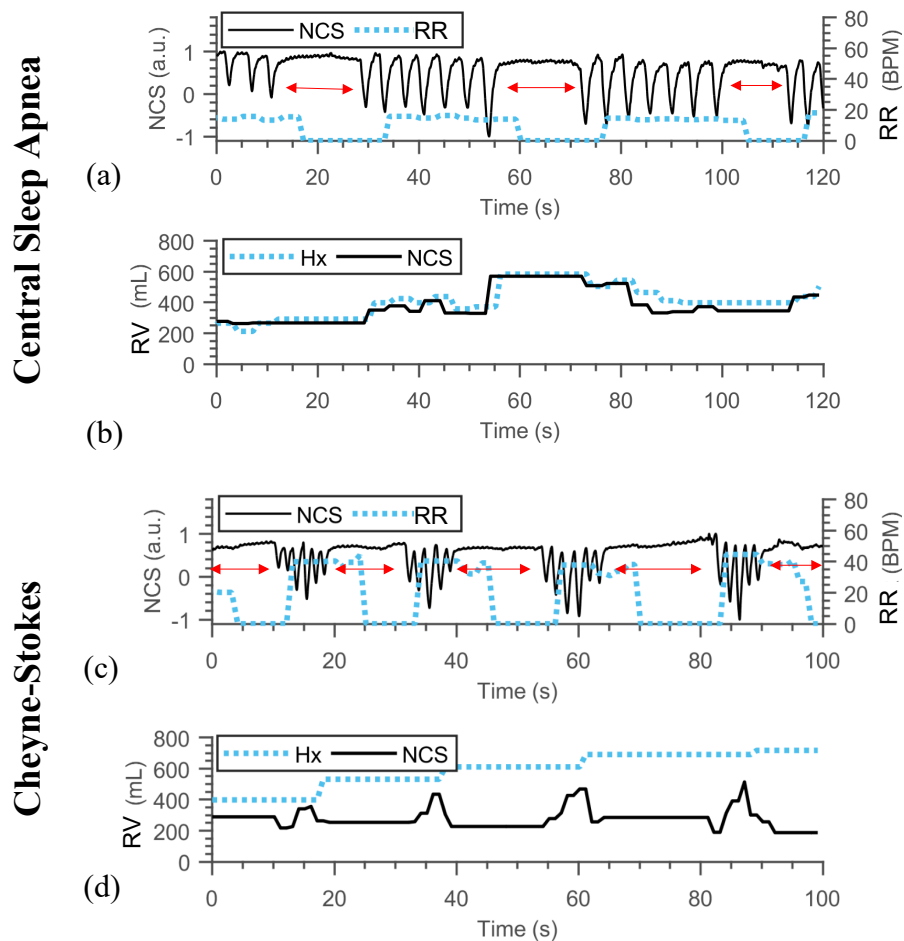 Central Sleep Apnea
(a)
NCS RR
NCS (a.u.)
1
0
-1
80
60
40
20
0
RR (BPM)
0 20 40 60 80 100 120
Time (s)
(b)
Hx NCS
RV (mL)
800
600
400
200
0
0 20 40 60 80 100 120
Time (s)
Cheyne-Stokes
(c)
NCS RR
NCS (a.u.)
1
0
-1
80
60
40
20
0
RR (BPM)
0 20 40 60 80 100
Time (s)
(d)
Hx NCS
RV (mL)
800
600
400
200
0
0 20 40 60 80 100
Time (s)